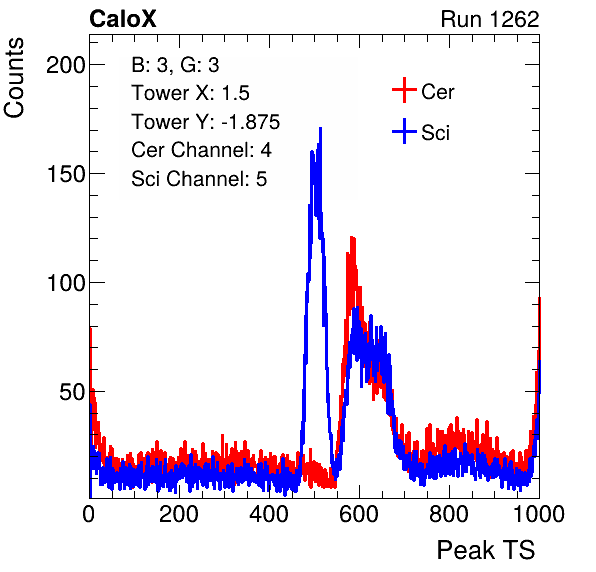 CaloX
Run 1262
Counts
200
150
100
50
B: 3, G: 3
Tower X: 1.5
Tower Y: -1.875
Cer Channel: 4
Sci Channel: 5
Cer
Sci
0 200 400 600 800 1000
Peak TS